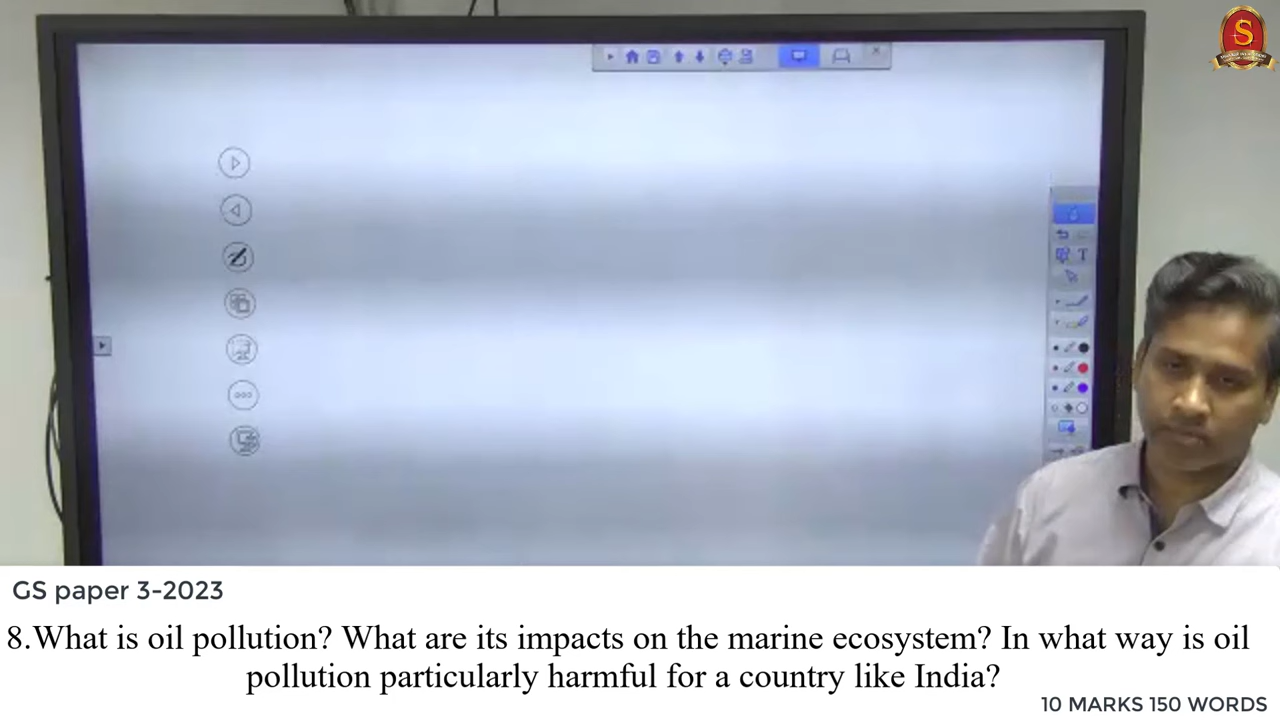 S
T
GS paper 3-2023
8.What is oil pollution? What are its impacts on the marine ecosystem? In what way is oil
pollution particularly harmful for a country like India?
10 MARKS 150 WORDS